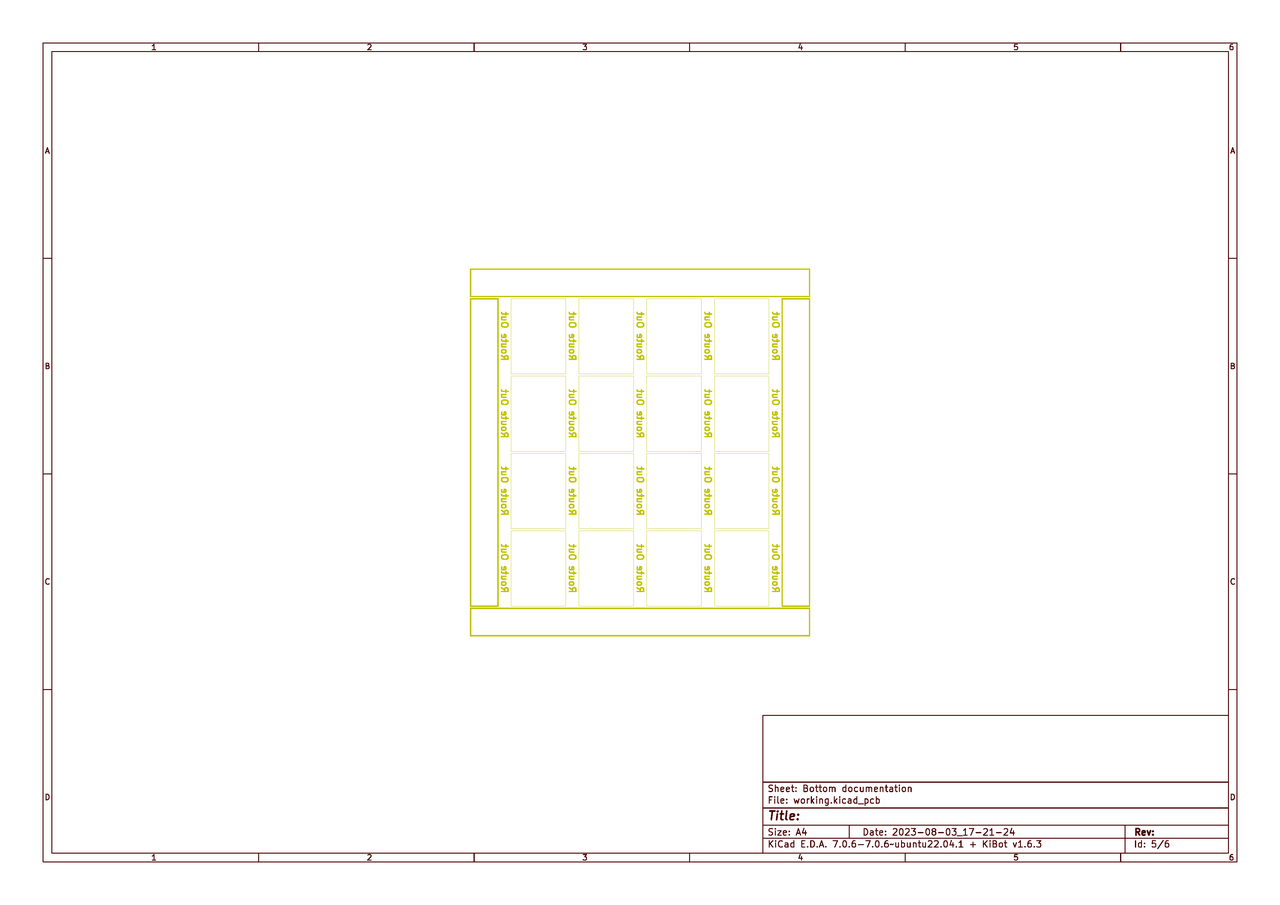 1 2 3 4 5 6
A A
Route Out Route Out Route Out Route Out Route Out
B B
Route Out Route Out Route Out Route Out Route Out
Route Out Route Out Route Out Route Out Route Out
Route Out Route Out Route Out Route Out Route Out
C C
Sheet: Bottom documentation
D D
File: working.kicad_pcb
Title:
Size: A4 Date: 2023-08-03_17-21-24 Rev:
KiCad E.D.A. 7.0.6-7.0.6~ubuntu22.04.1 + KiBot v1.6.3 Id: 5/6
1 2 3 4 5 6